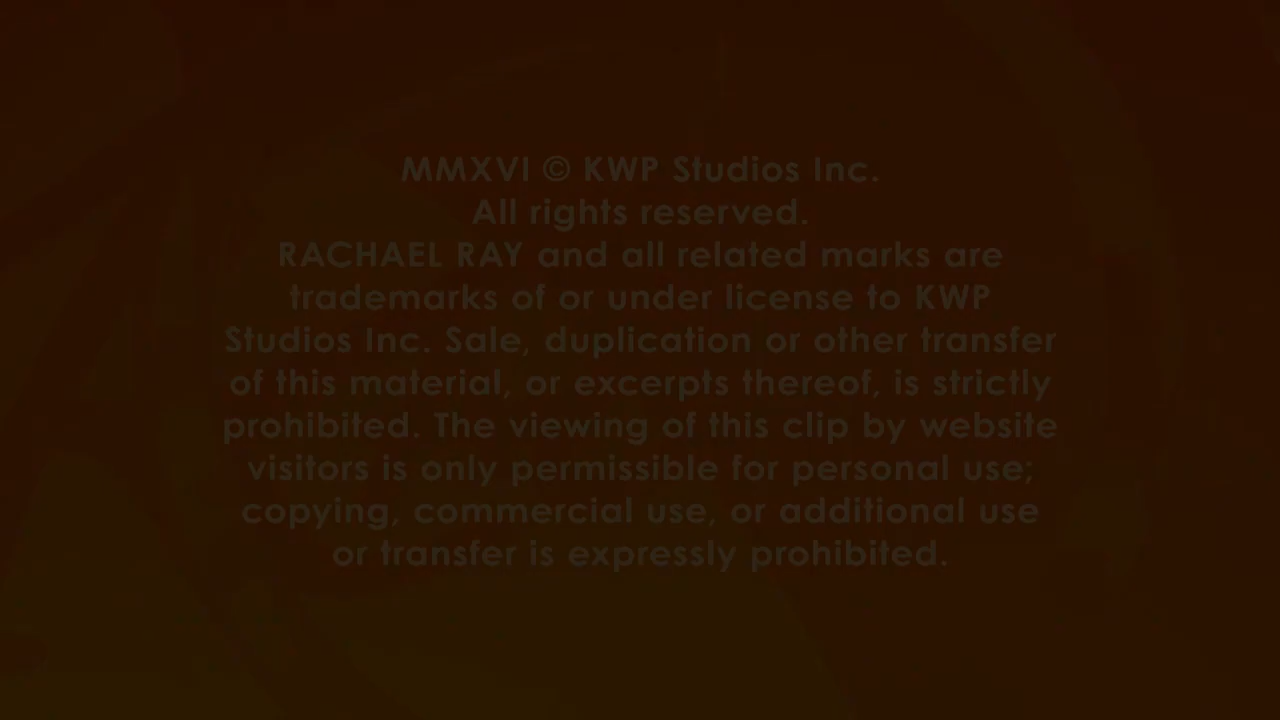 MMXVI © KWP Studios Inc.
All rights reserved.
RACHAEL RAY and all related marks are
trademarks of or under license to KWP
Studios Inc. Sale, duplication or other transfer
of this material, or excerpts thereof, is strictly
prohibited. The viewing of this clip by website
visitors is only permissible for personal use;
copying, commercial use, or additional use
or transfer is expressly prohibited.